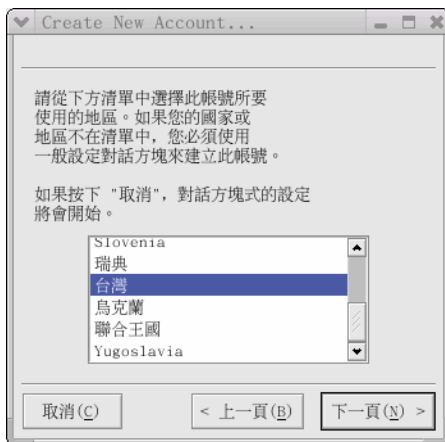 Create New Account...
請從下方清單中選擇此帳號所要
使用的地區。如果您的國家或
地區不在清單中，您必須使用
一般設定對話方塊來建立此帳號。
如果按下 "取消"，對話方塊式的設定
將會開始。
Slovenia
瑞典
台灣
烏克蘭
聯合王國
Yugoslavia
取消(C)
< 上一頁(B)
下一頁(N) >